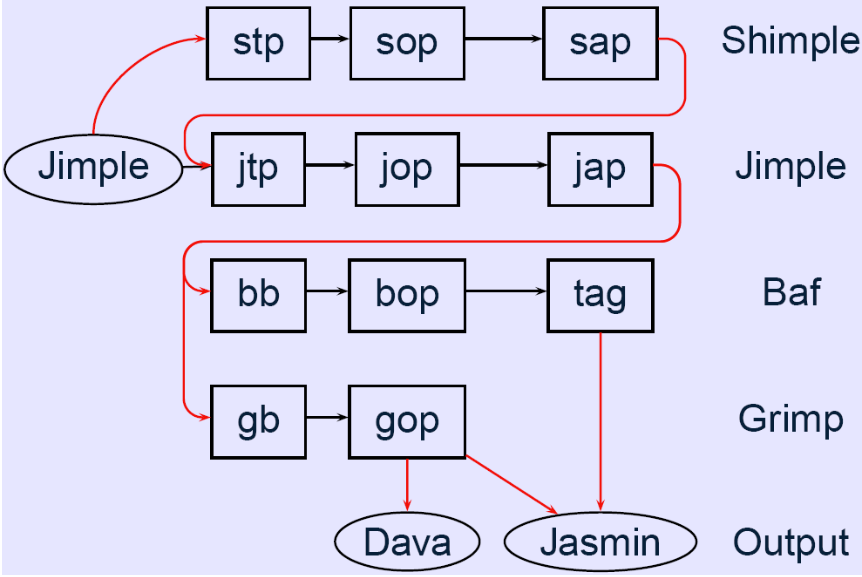 stp sop sap Shimple
Jimple jtp jop jap Jimple
bb bop tag Baf
gb gop Grimp
Dava Jasmin Output